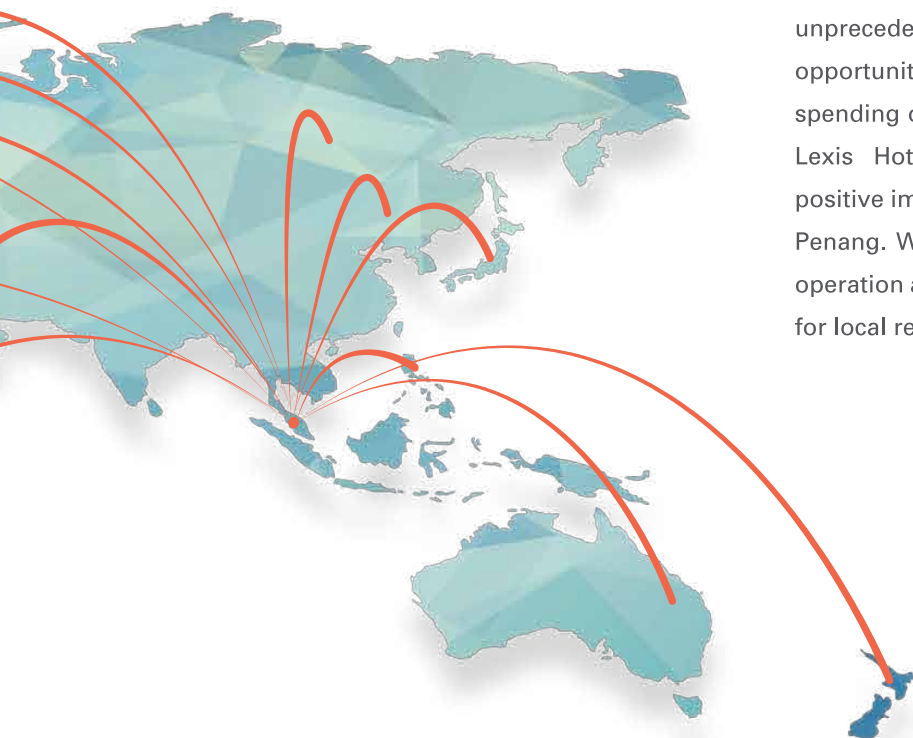 unprecede
opportunit
spending
Lexis Hot
positive im
Penang. W
operation
for local re